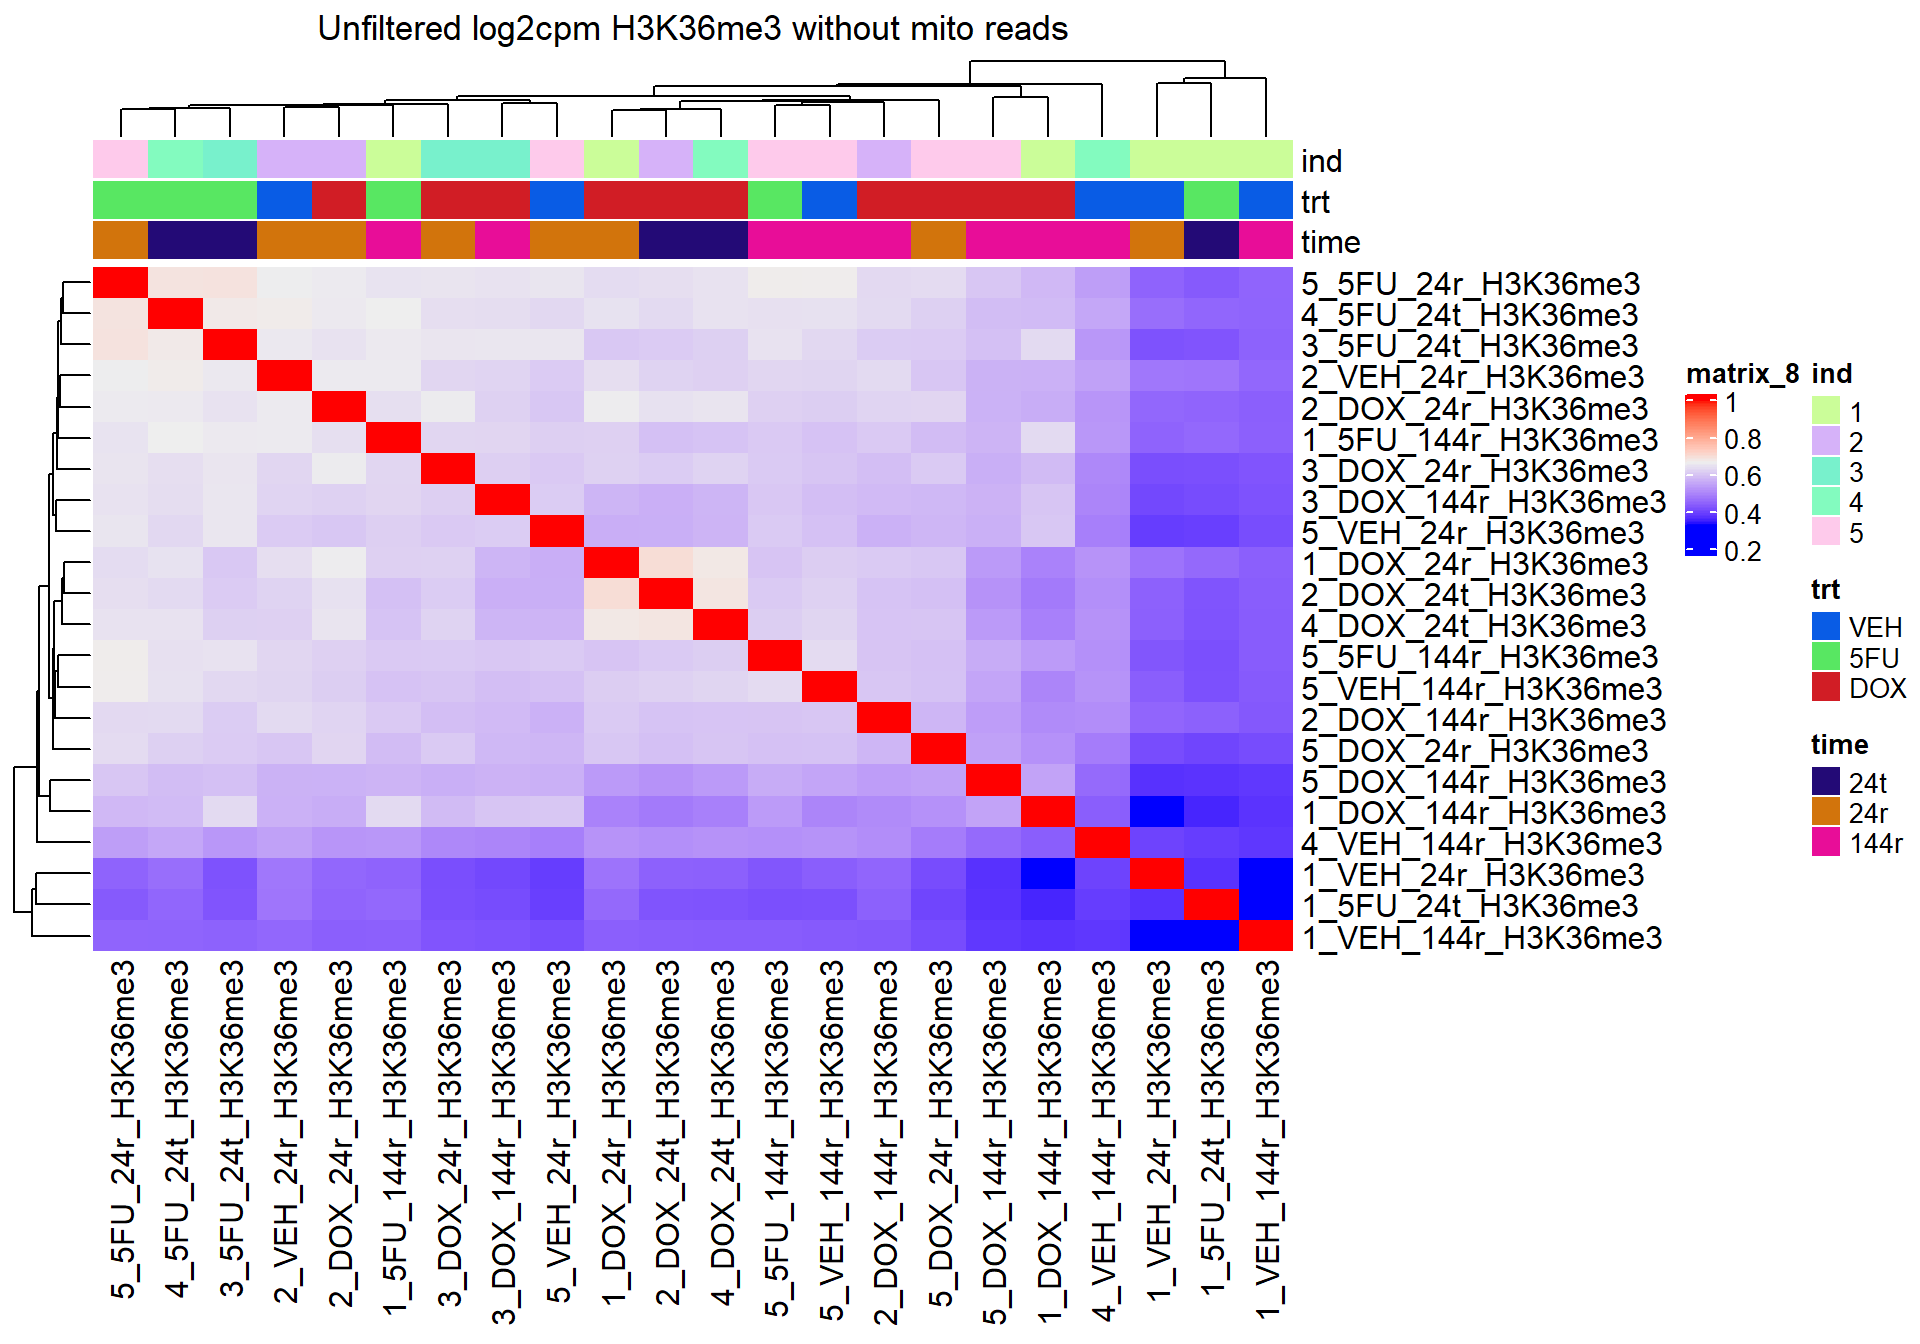 Unfiltered log2cpm H3K36me3 without mito reads
ind
trt
time
5_5FU_24r_H3K36me3
4_5FU_24t_H3K36me3
3_5FU_24t_H3K36me3
2_VEH_24r_H3K36me3
2_DOX_24r_H3K36me3
1_5FU_144r_H3K36me3
3_DOX_24r_H3K36me3
3_DOX_144r_H3K36me3
5_VEH_24r_H3K36me3
1_DOX_24r_H3K36me3
2_DOX_24t_H3K36me3
4_DOX_24t_H3K36me3
5_5FU_144r_H3K36me3
5_VEH_144r_H3K36me3
2_DOX_144r_H3K36me3
5_DOX_24r_H3K36me3
5_DOX_144r_H3K36me3
1_DOX_144r_H3K36me3
4_VEH_144r_H3K36me3
1_VEH_24r_H3K36me3
1_5FU_24t_H3K36me3
1_VEH_144r_H3K36me3
5_5FU_24r_H3K36me3
4_5FU_24t_H3K36me3
3_5FU_24t_H3K36me3
2_VEH_24r_H3K36me3
2_DOX_24r_H3K36me3
1_5FU_144r_H3K36me3
3_DOX_24r_H3K36me3
3_DOX_144r_H3K36me3
5_VEH_24r_H3K36me3
1_DOX_24r_H3K36me3
2_DOX_24t_H3K36me3
4_DOX_24t_H3K36me3
5_5FU_144r_H3K36me3
5_VEH_144r_H3K36me3
2_DOX_144r_H3K36me3
5_DOX_24r_H3K36me3
5_DOX_144r_H3K36me3
1_DOX_144r_H3K36me3
4_VEH_144r_H3K36me3
1_VEH_24r_H3K36me3
1_5FU_24t_H3K36me3
1_VEH_144r_H3K36me3
matrix_8
1
0.8
0.6
0.4
0.2
ind
1
2
3
4
5
trt
VEH
5FU
DOX
time
24t
24r
144r